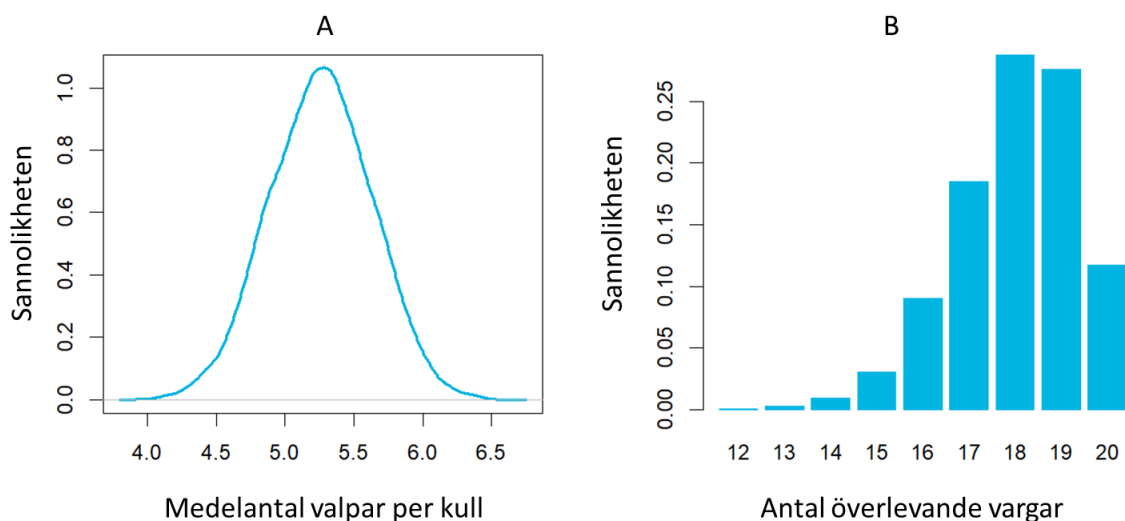 A
Sannolikheten
0.0 0.2 0.4 0.6 0.8 1.0
4.0 4.5 5.0 5.5 6.0 6.5
Medelantal valpar per kull
B
Sannolikheten
0.00 0.05 0.10 0.15 0.20 0.25
12 13 14 15 16 17 18 19 20
Antal överlevande vargar